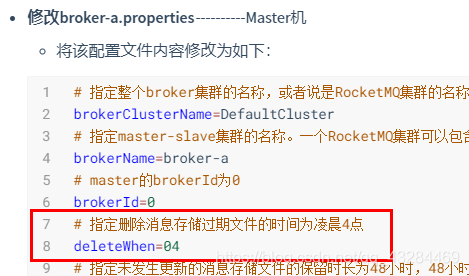 修改broker-a.properties----------Master机
将该配置文件内容修改为如下：
1 # 指定整个broker集群的名称，或者说是RocketMQ集群的名称
2 brokerClusterName=DefaultCluster
3 # 指定master-slave集群的名称。一个RocketMQ集群可以包含
4 brokerName=broker-a
5 # master的brokerId为0
6 brokerId=0
7 # 指定删除消息存储过期文件的时间为凌晨4点
8 deleteWhen=04
9 # 指定未发生更新的消息存储文件的保留时长为48小时，48小时